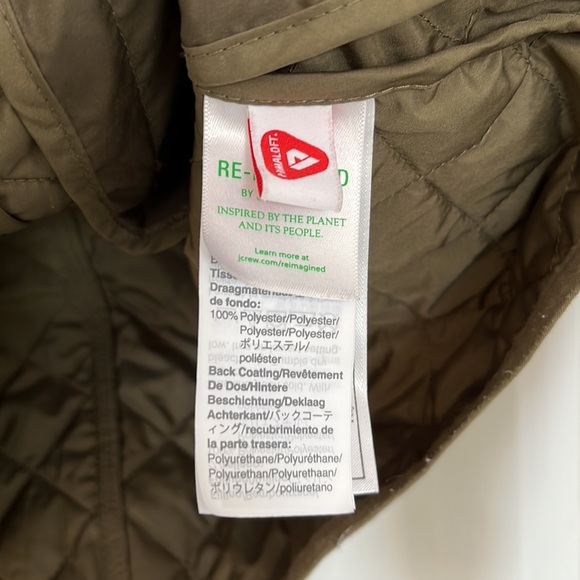 PRIMALOFT
RE-
D
BY
INSPIRED BY THE PLANET
AND ITS PEOPLE.
Learn more at
jcrew.com/reimagined
de fondo:
100% Polyester/Polyester/
Polyester/Polyester/
ポリエステル/
poliéster
Back Coating/Revêtement
De Dos/Hintere
Beschichtung/Deklaag
Achterkant/バックコーテ
ィング/recubrimiento de
la parte trasera:
Polyurethane/Polyuréthane/
Polyurethan/Polyurethaan/
ポリウレタン/poliuretano